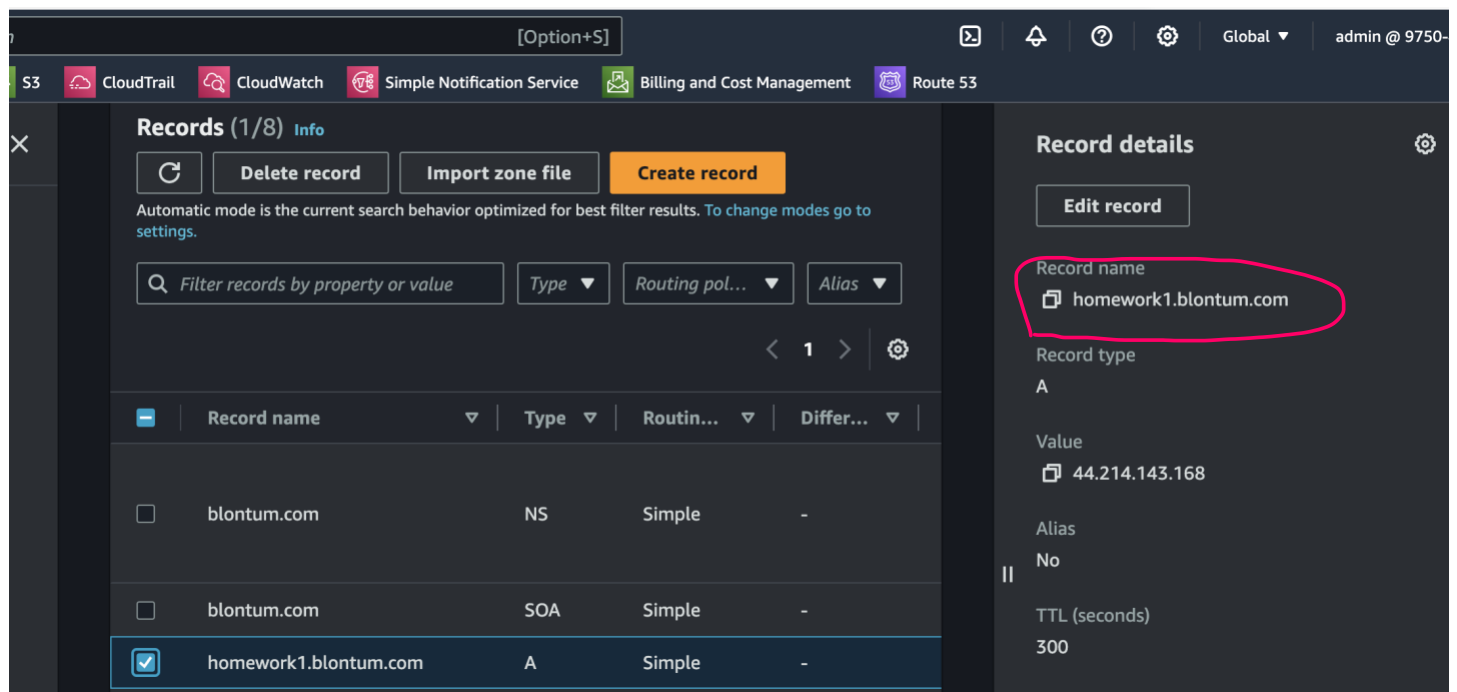 [Option+S]
Global ▼
admin @ 9750-
S3
CloudTrail
CloudWatch
Simple Notification Service
Billing and Cost Management
Route 53
Records (1/8) Info
Delete record
Import zone file
Create record
Automatic mode is the current search behavior optimized for best filter results. To change modes go to
settings.
Filter records by property or value
Type ▼
Routing pol... ▼
Alias ▼
1
Record name
Type
Routin...
Differ...
blontum.com NS Simple -
blontum.com SOA Simple -
homework1.blontum.com A Simple -
Record details
Edit record
Record name
homework1.blontum.com
Record type
A
Value
44.214.143.168
Alias
No
TTL (seconds)
300